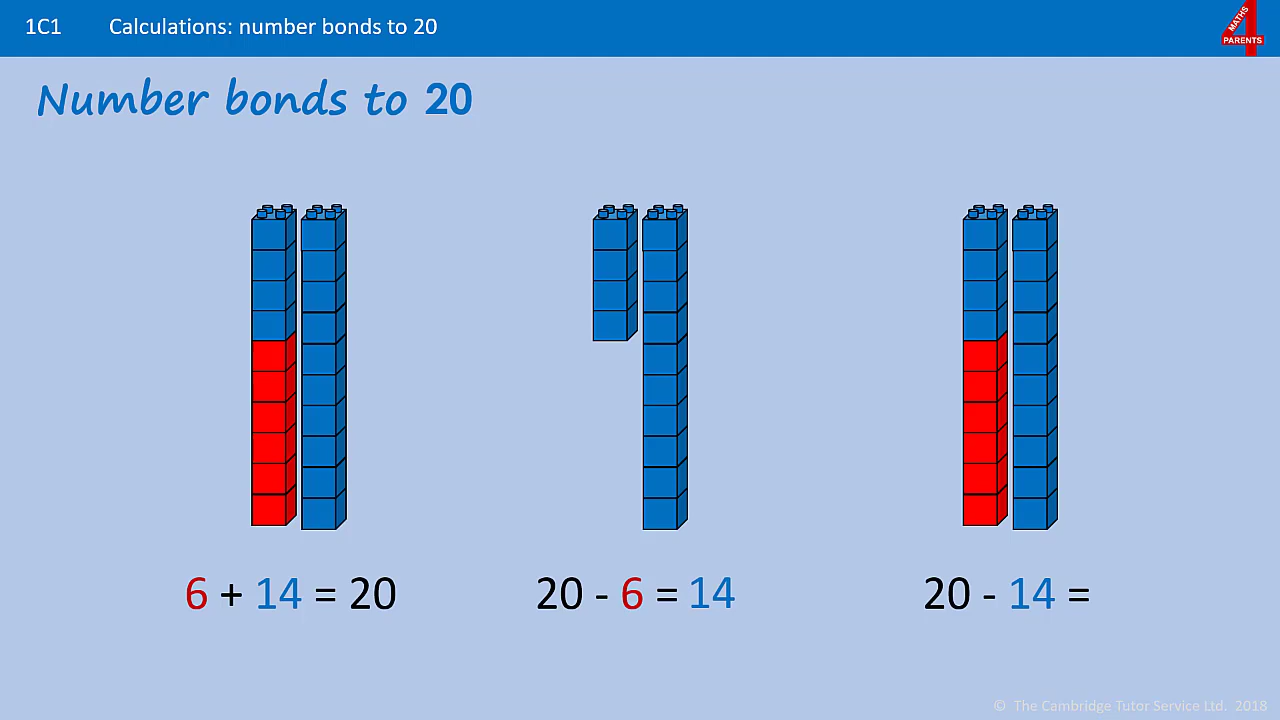 1C1 Calculations: number bonds to 20
MATHS
4
PARENTS
Number bonds to 20
6 + 14 = 20
20 - 6 = 14
20 - 14 =
© The Cambridge Tutor Service Ltd. 2018